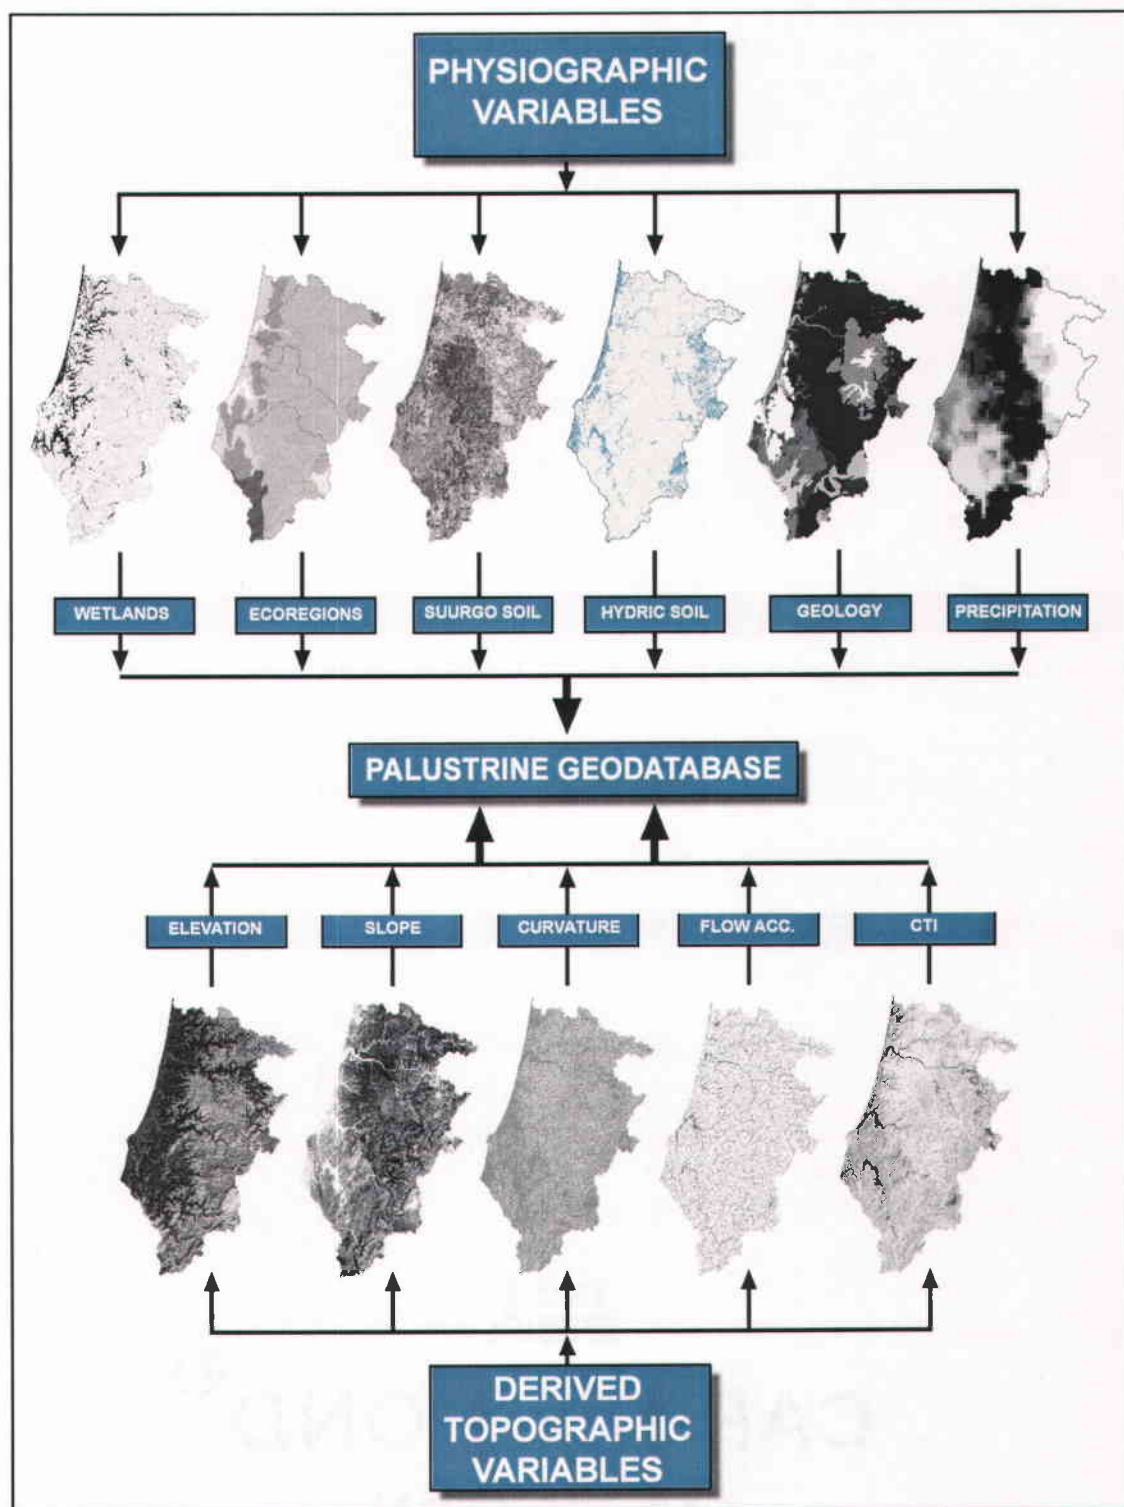 PHYSIOGRAPHIC
VARIABLES
WETLANDS
ECOREGIONS
SUURGO SOIL
HYDRIC SOIL
GEOLOGY
PRECIPITATION
PALUSTRINE GEODATABASE
ELEVATION
SLOPE
CURVATURE
FLOW ACC.
CTI
DERIVED
TOPOGRAPHIC
VARIABLES